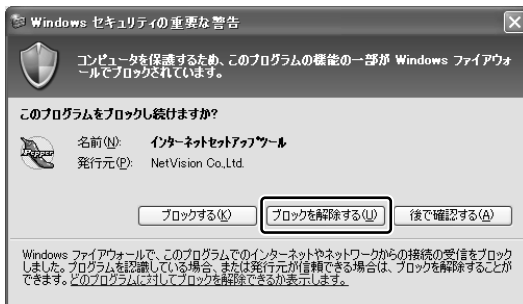 Windows セキュリティの重要な警告
コンピュータを保護するため、このプログラムの機能の一部が Windows ファイアウォ
ールでブロックされています。
このプログラムをブロックし続けますか?
Pepper
名前(N): インターネットセットアップツール
発行元(P): NetVision Co.,Ltd.
ブロックする(K) ブロックを解除する(U) 後で確認する(A)
Windows ファイアウォールで、このプログラムでのインターネットやネットワークからの接続の受信をブロック
しました。プログラムを認識している場合、または発行元が信頼できる場合は、ブロックを解除することが
できます。どのプログラムに対してブロックを解除できるか表示します。